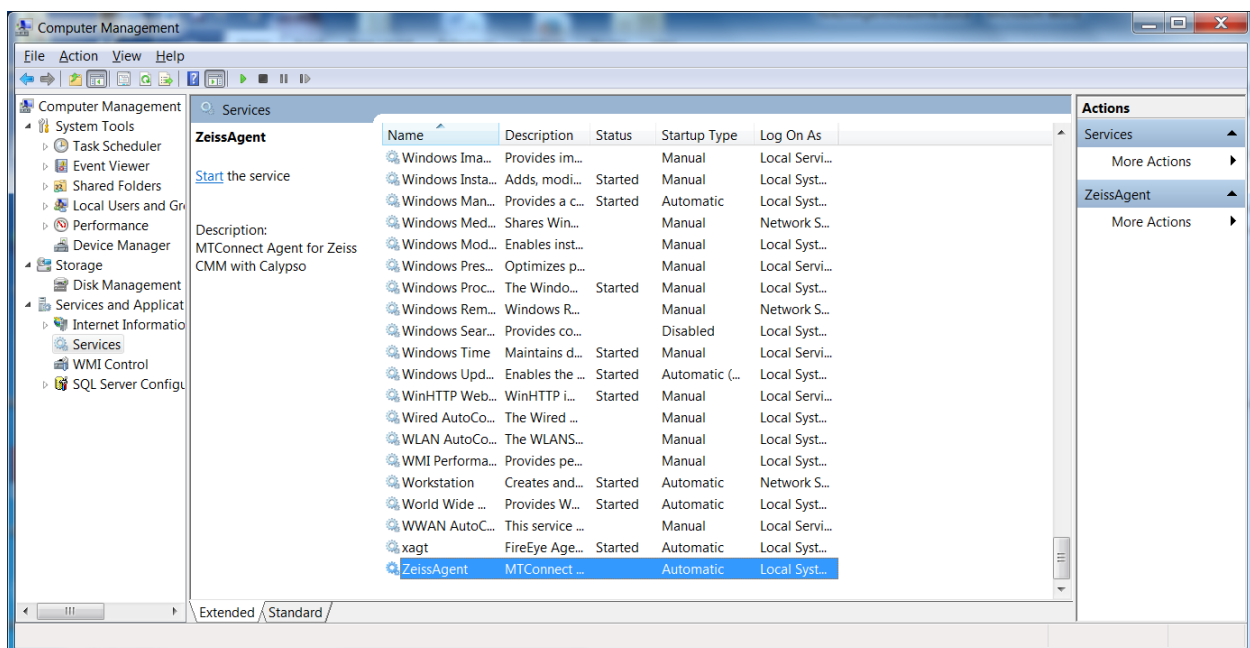 Computer Management
File Action View Help
Computer Management
System Tools
Task Scheduler
Event Viewer
Shared Folders
Local Users and Gr
Performance
Device Manager
Storage
Disk Management
Services and Applicat
Internet Informatio
Services
WMI Control
SQL Server Configu
Services
ZeissAgent
Start the service
Description:
MTConnect Agent for Zeiss
CMM with Calypso
Name Description Status Startup Type Log On As
Windows Ima... Provides im... Manual Local Servi...
Windows Insta... Adds, modi... Started Manual Local Syst...
Windows Man... Provides a c... Started Automatic Local Syst...
Windows Med... Shares Win... Manual Network S...
Windows Mod... Enables inst... Manual Local Syst...
Windows Pres... Optimizes p... Manual Local Servi...
Windows Proc... The Windo... Started Manual Local Syst...
Windows Rem... Windows R... Manual Network S...
Windows Sear... Provides co... Disabled Local Syst...
Windows Time Maintains d... Started Manual Local Servi...
Windows Upd... Enables the ... Started Automatic (... Local Syst...
WinHTTP Web... WinHTTP i... Started Manual Local Servi...
Wired AutoCo... The Wired ... Manual Local Syst...
WLAN AutoCo... The WLANS... Manual Local Syst...
WMI Performa... Provides pe... Manual Local Syst...
Workstation Creates and... Started Automatic Network S...
World Wide ... Provides W... Started Automatic Local Syst...
WWAN AutoC... This service ... Manual Local Servi...
xagt FireEye Age... Started Automatic Local Syst...
ZeissAgent MTConnect ... Automatic Local Syst...
Extended Standard
Actions
Services
More Actions
ZeissAgent
More Actions